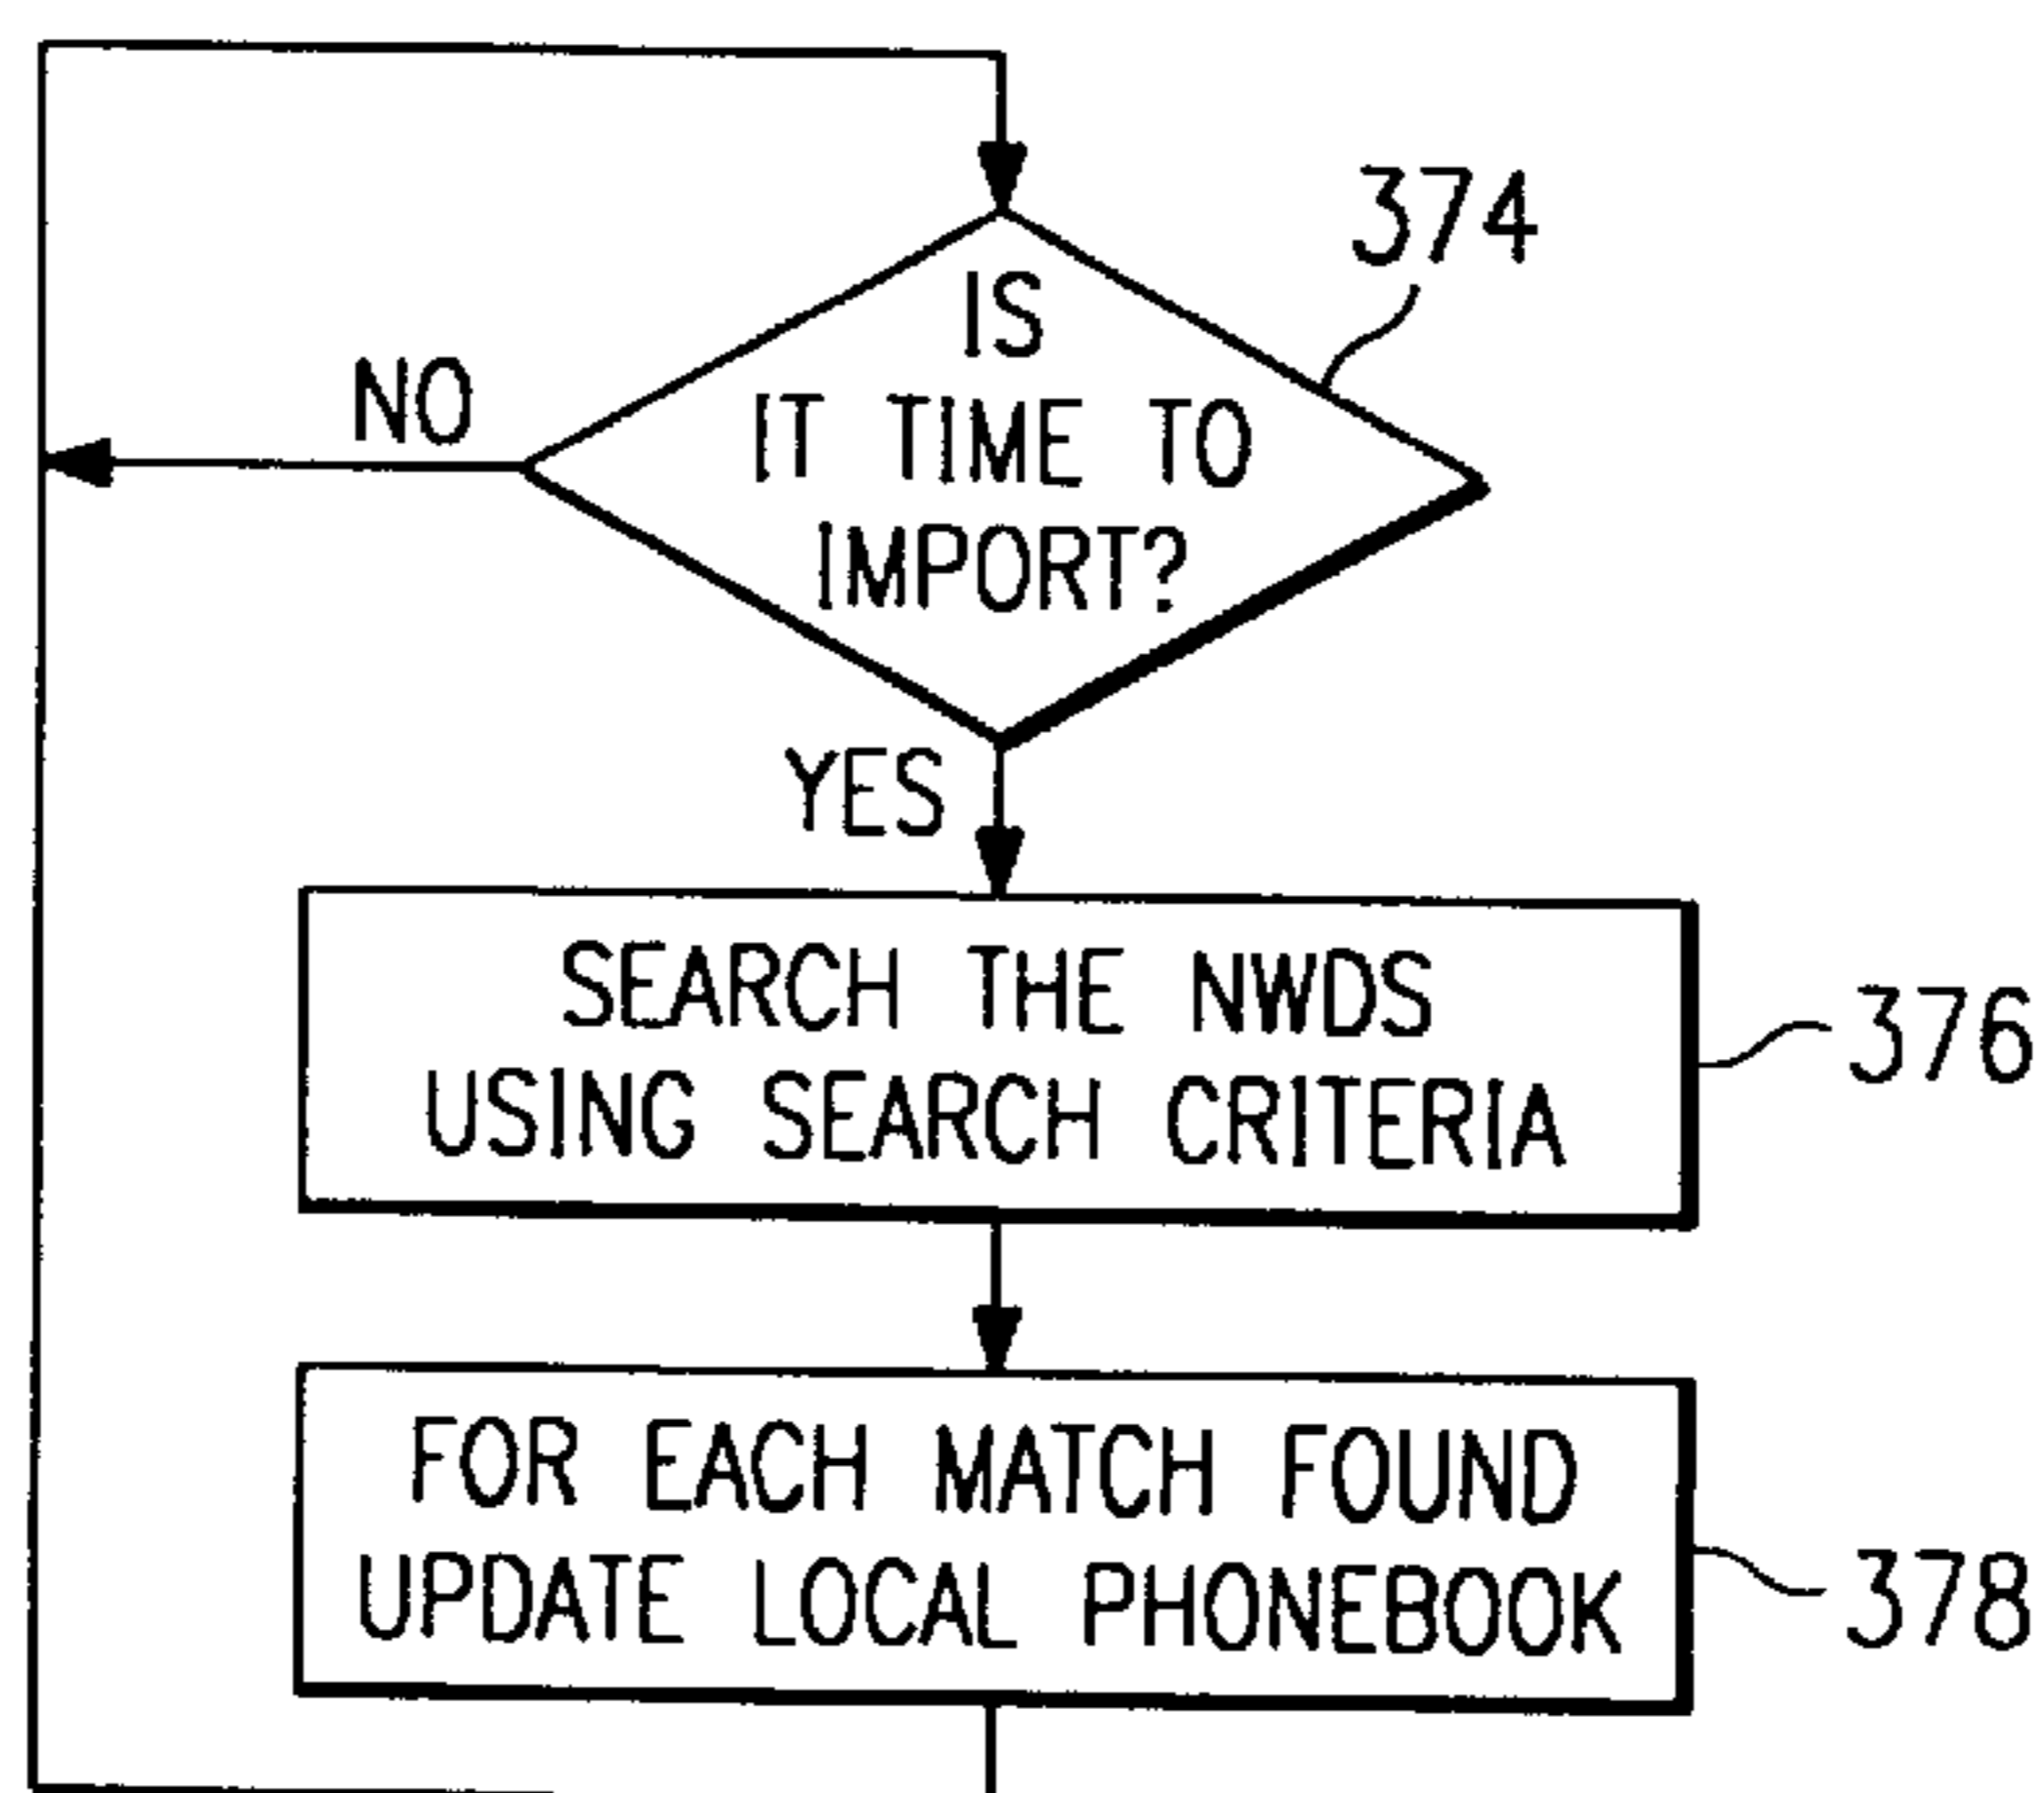 374
IS
IT TIME TO
IMPORT?
NO
YES
SEARCH THE NWDS
USING SEARCH CRITERIA
376
FOR EACH MATCH FOUND
UPDATE LOCAL PHONEBOOK
378